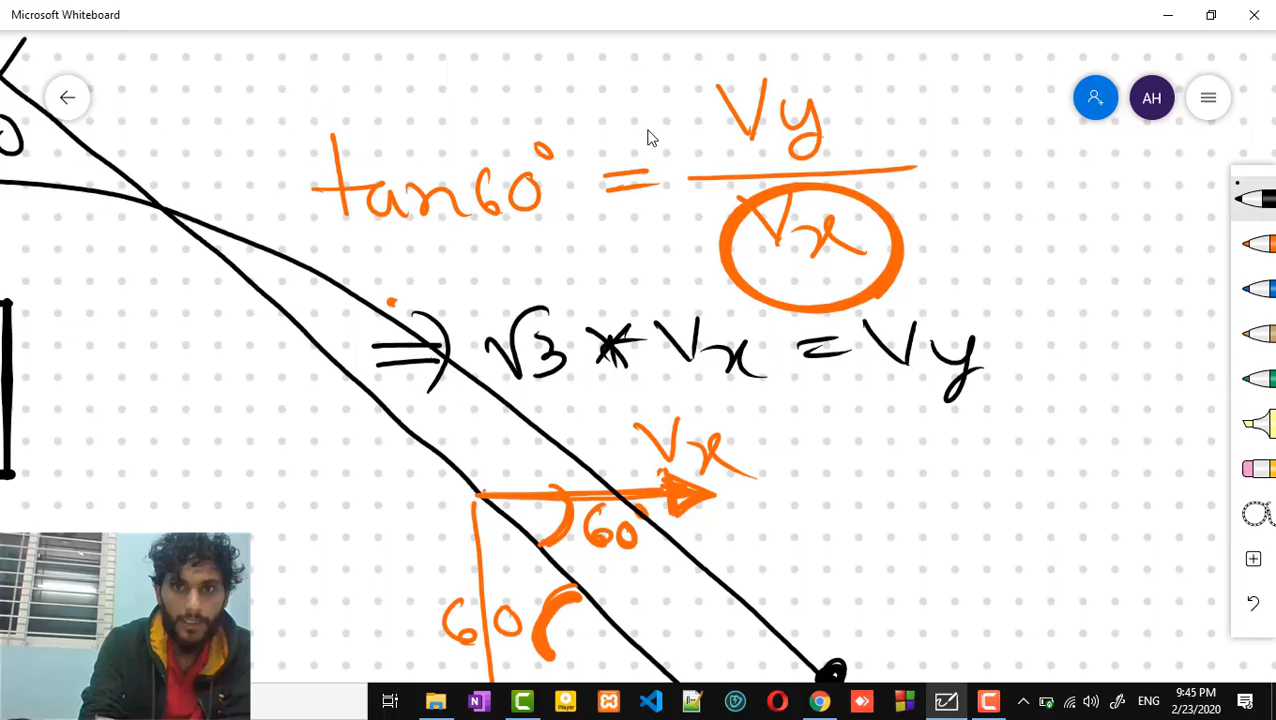 Microsoft Whiteboard
AH
tan60° = Vy / Vx
⇒ √3 * Vx = Vy
Vx
60°
60
ENG
9:45 PM
2/23/2020